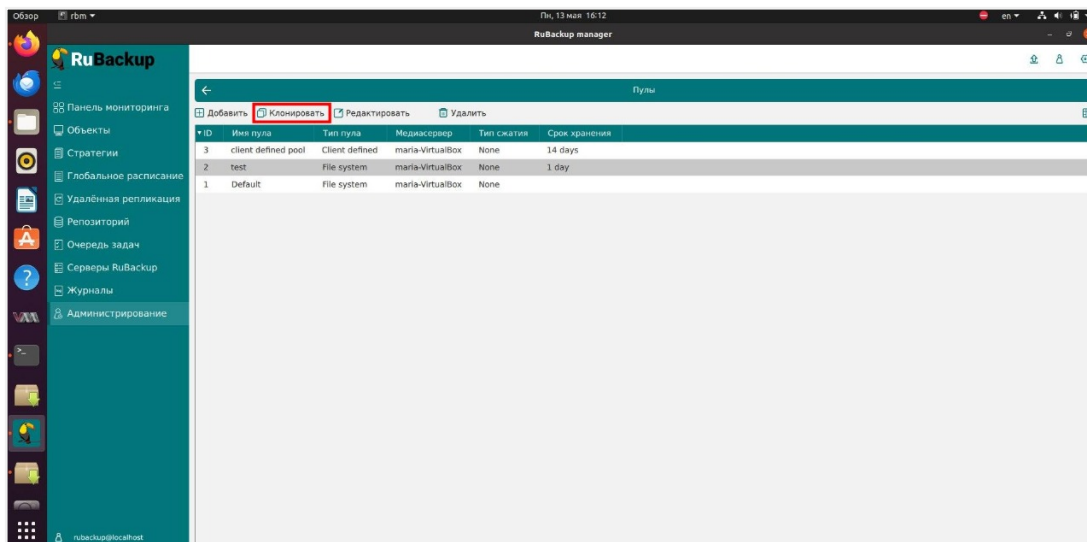 Обзор rbm Пн, 13 мая 16:12 en
RuBackup manager
RuBackup
Пулы
Панель мониторинга
Объекты
Стратегии
Глобальное расписание
Удалённая репликация
Репозиторий
Очередь задач
Серверы RuBackup
Журналы
Администрирование
rubackup@localhost
Добавить Клонировать Редактировать Удалить
ID Имя пула Тип пула Медиасервер Тип сжатия Срок хранения
3 client defined pool Client defined maria-VirtualBox None 14 days
2 test File system maria-VirtualBox None 1 day
1 Default File system maria-VirtualBox None